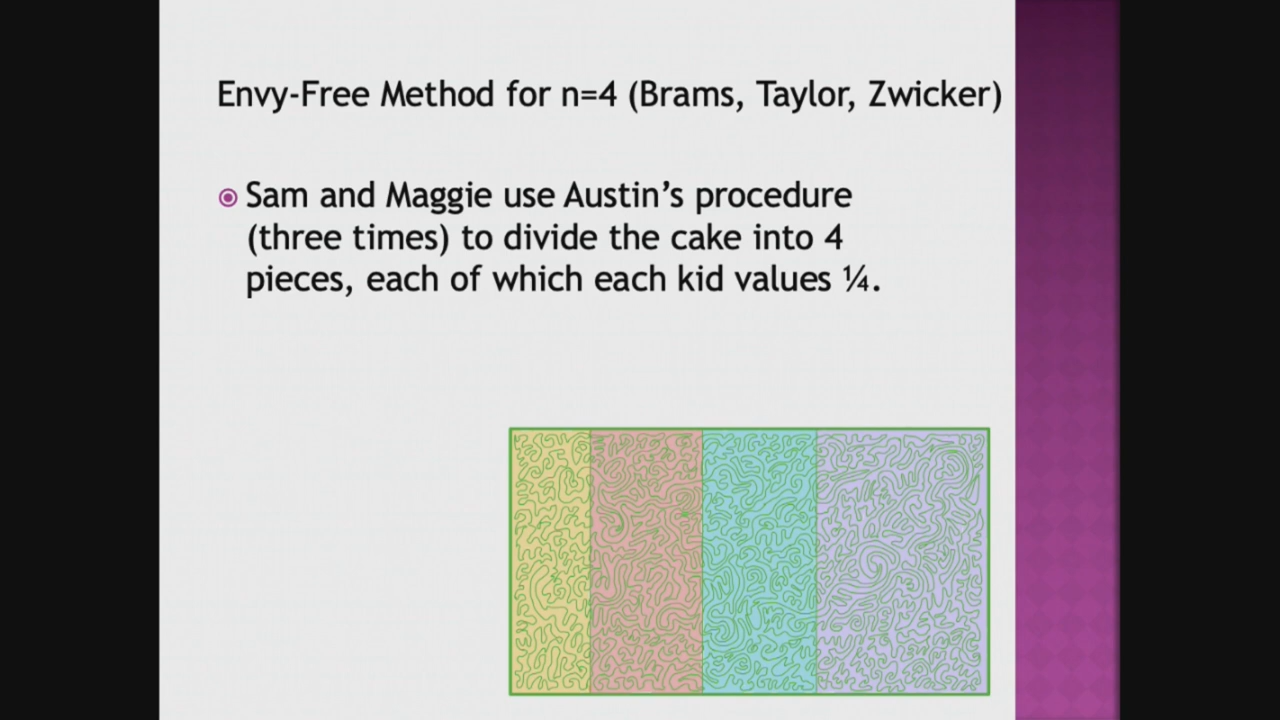 Envy-Free Method for n=4 (Brams, Taylor, Zwicker)
Sam and Maggie use Austin’s procedure
(three times) to divide the cake into 4
pieces, each of which each kid values ¼.